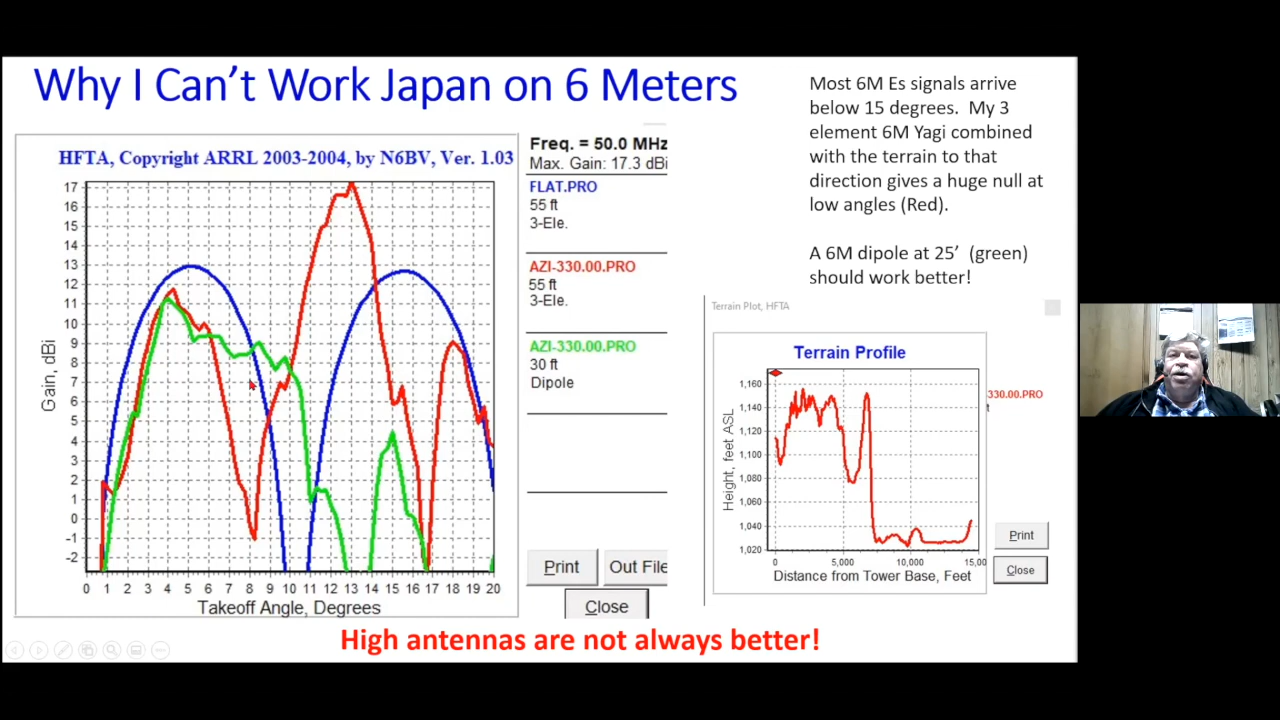 Why I Can't Work Japan on 6 Meters
HFTA, Copyright ARRL 2003-2004, by N6BV, Ver. 1.03
17
16
15
14
13
12
11
10
9
8
7
6
5
4
3
2
1
0
-1
-2
Gain, dBi
0 1 2 3 4 5 6 7 8 9 10 11 12 13 14 15 16 17 18 19 20
Takeoff Angle, Degrees
Freq. = 50.0 MHz
Max. Gain: 17.3 dBi
FLAT.PRO
55 ft
3-Ele.
AZI-330.00.PRO
55 ft
3-Ele.
AZI-330.00.PRO
30 ft
Dipole
Print
Out File
Close
Most 6M Es signals arrive
below 15 degrees. My 3
element 6M Yagi combined
with the terrain to that
direction gives a huge null at
low angles (Red).
A 6M dipole at 25' (green)
should work better!
Terrain Plot, HFTA
Terrain Profile
1,160
1,140
1,120
1,100
1,080
1,060
1,040
1,020
Height, feet ASL
0 5,000 10,000 15,00
Distance from Tower Base, Feet
330.00.PRO
Print
Close
High antennas are not always better!